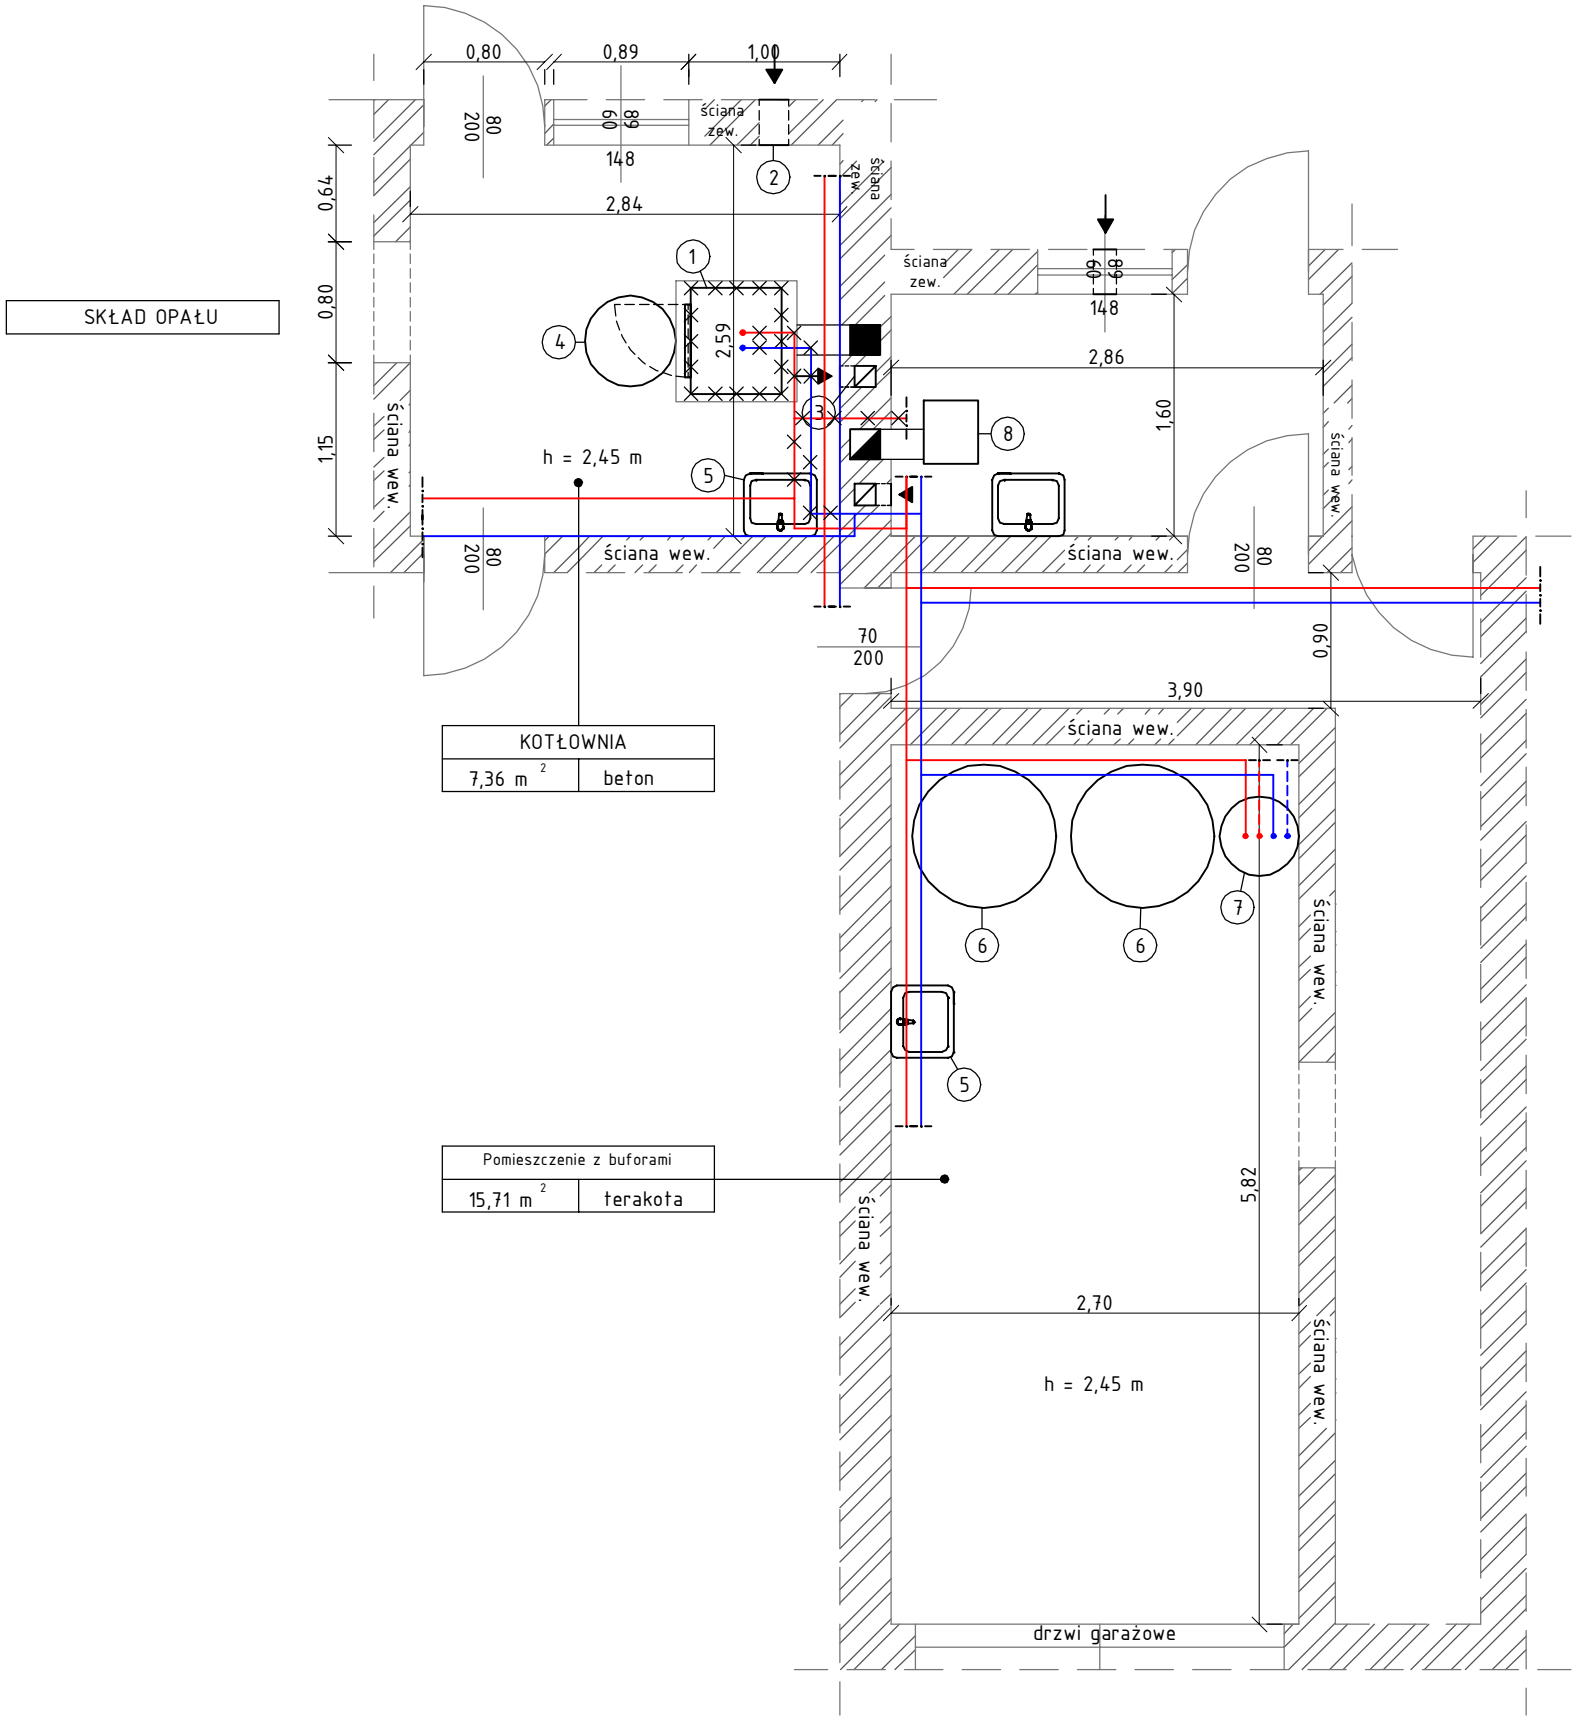 0,80
0,89
1,00
80
200
89
60
148
ściana
zew.
2
ściana
zew.
0,64
2,84
1
ściana
zew.
89
60
148
SKŁAD OPAŁU
0,80
4
2,59
2,86
3
8
1,60
1,15
ściana wew.
h = 2,45 m
5
ściana wew.
80
200
ściana wew.
ściana wew.
80
200
70
200
0,90
3,90
ściana wew.
KOTŁOWNIA
7,36 m 2
beton
6
6
7
ściana wew.
5
Pomieszczenie z buforami
15,71 m 2
terakota
5,82
ściana wew.
2,70
ściana wew.
h = 2,45 m
drzwi garażowe